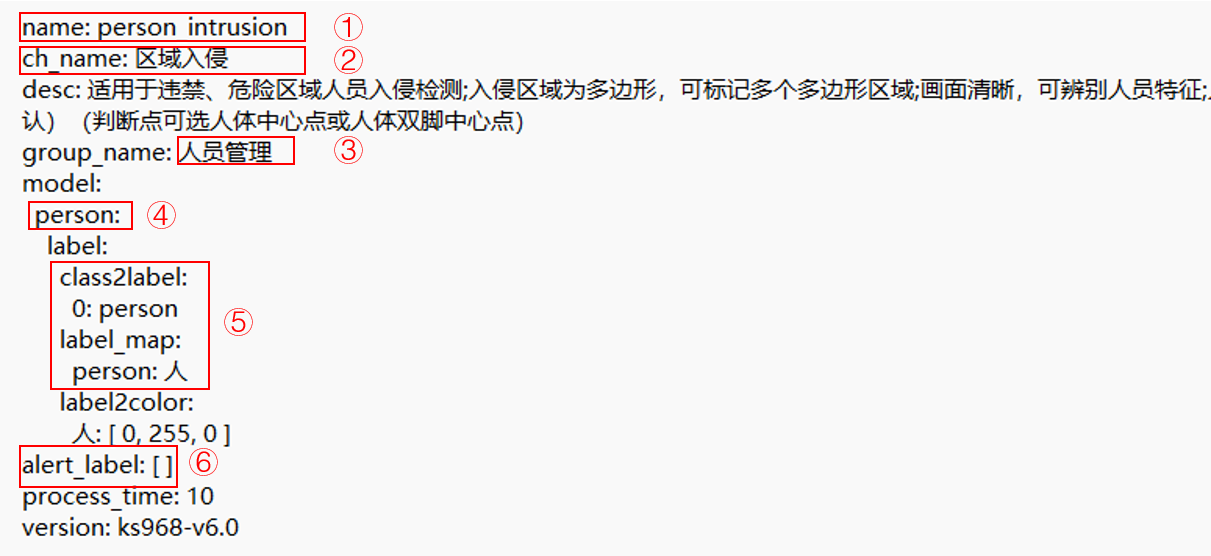 name: person_intrusion ①
ch_name: 区域入侵 ②
desc: 适用于违禁、危险区域人员入侵检测;入侵区域为多边形，可标记多个多边形区域;画面清晰，可辨别人员特征;
认）（判断点可选人体中心点或人体双脚中心点）
group_name: 人员管理 ③
model:
person: ④
label:
class2label:
0: person
label_map: ⑤
person: 人
label2color:
人: [ 0, 255, 0 ]
alert_label: [ ] ⑥
process_time: 10
version: ks968-v6.0